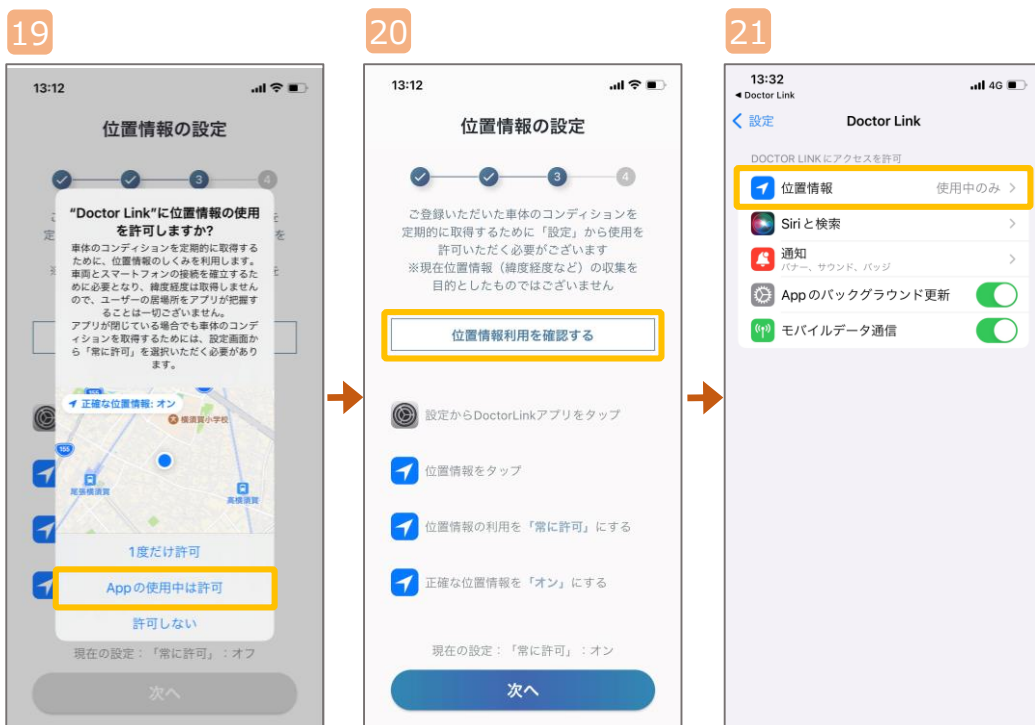 19
13:12
位置情報の設定
3
4
"Doctor Link"に位置情報の使用
を許可しますか?
車体のコンディションを定期的に取得する
ために、位置情報のしくみを利用します。
車両とスマートフォンの接続を確立するた
めに必要となり、緯度経度は取得しません
ので、ユーザーの居場所をアプリが把握す
ることは一切ございません。
アプリが閉じている場合でも車体のコンデ
ィションを取得するためには、設定画面か
ら「常に許可」を選択いただく必要があり
ます。
正確な位置情報: オン
横須賀小学校
155
155
尾張横須賀
高横須賀
1度だけ許可
Appの使用中は許可
許可しない
現在の設定：「常に許可」：オフ
次へ
20
13:12
位置情報の設定
3
4
ご登録いただいた車体のコンディションを
定期的に取得するために「設定」から使用を
許可いただく必要がございます
※現在位置情報（緯度経度など）の収集を
目的としたものではございません
位置情報利用を確認する
設定からDoctorLinkアプリをタップ
位置情報をタップ
位置情報の利用を「常に許可」にする
正確な位置情報を「オン」にする
現在の設定：「常に許可」：オン
次へ
21
13:32
4G
◀ Doctor Link
設定
Doctor Link
DOCTOR LINKにアクセスを許可
位置情報
使用中のみ
Siriと検索
通知
バナー、サウンド、バッジ
Appのバックグラウンド更新
モバイルデータ通信